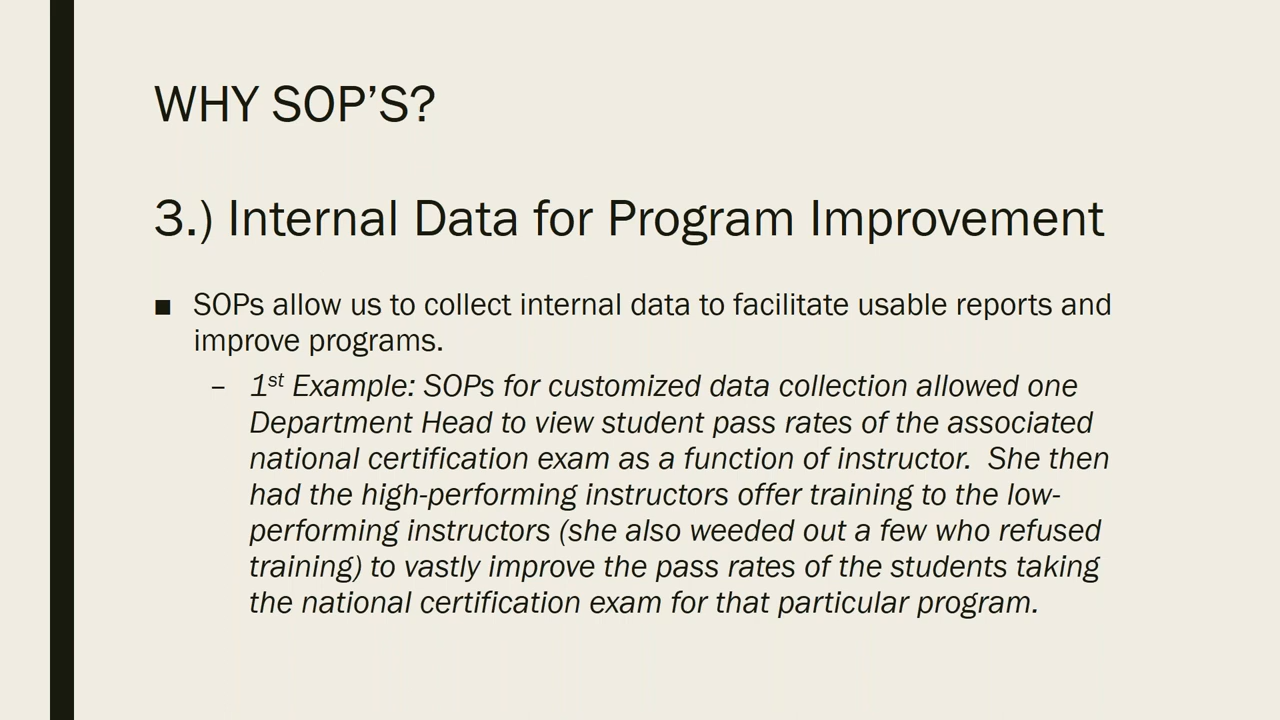 WHY SOP’S?
3.) Internal Data for Program Improvement
■ SOPs allow us to collect internal data to facilitate usable reports and
improve programs.
– 1st Example: SOPs for customized data collection allowed one
Department Head to view student pass rates of the associated
national certification exam as a function of instructor.  She then
had the high-performing instructors offer training to the low-
performing instructors (she also weeded out a few who refused
training) to vastly improve the pass rates of the students taking
the national certification exam for that particular program.